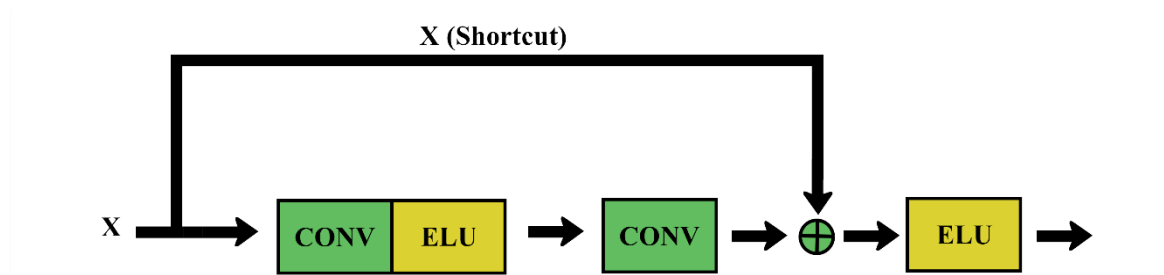 X (Shortcut)
X
CONV
ELU
CONV
ELU